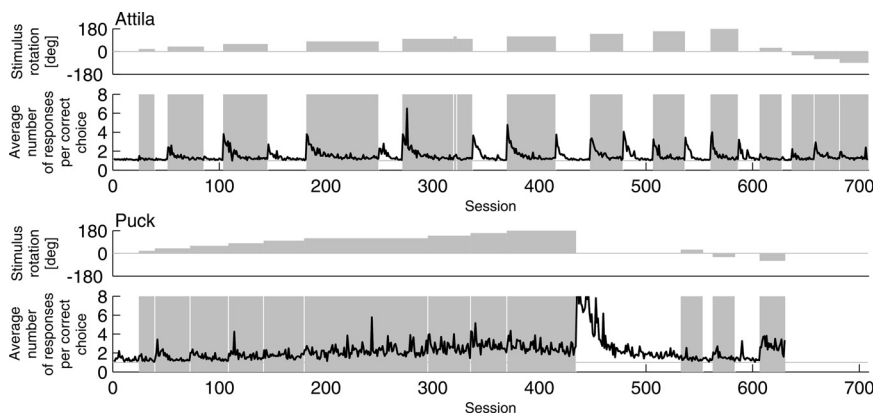 Attila
Stimulus
rotation
[deg]
180
0
-180
Average
number
of responses
per correct
choice
8
6
4
2
0
0 100 200 300 400 500 600 700
Session
Puck
Stimulus
rotation
[deg]
180
0
-180
Average
number
of responses
per correct
choice
8
6
4
2
0
0 100 200 300 400 500 600 700
Session